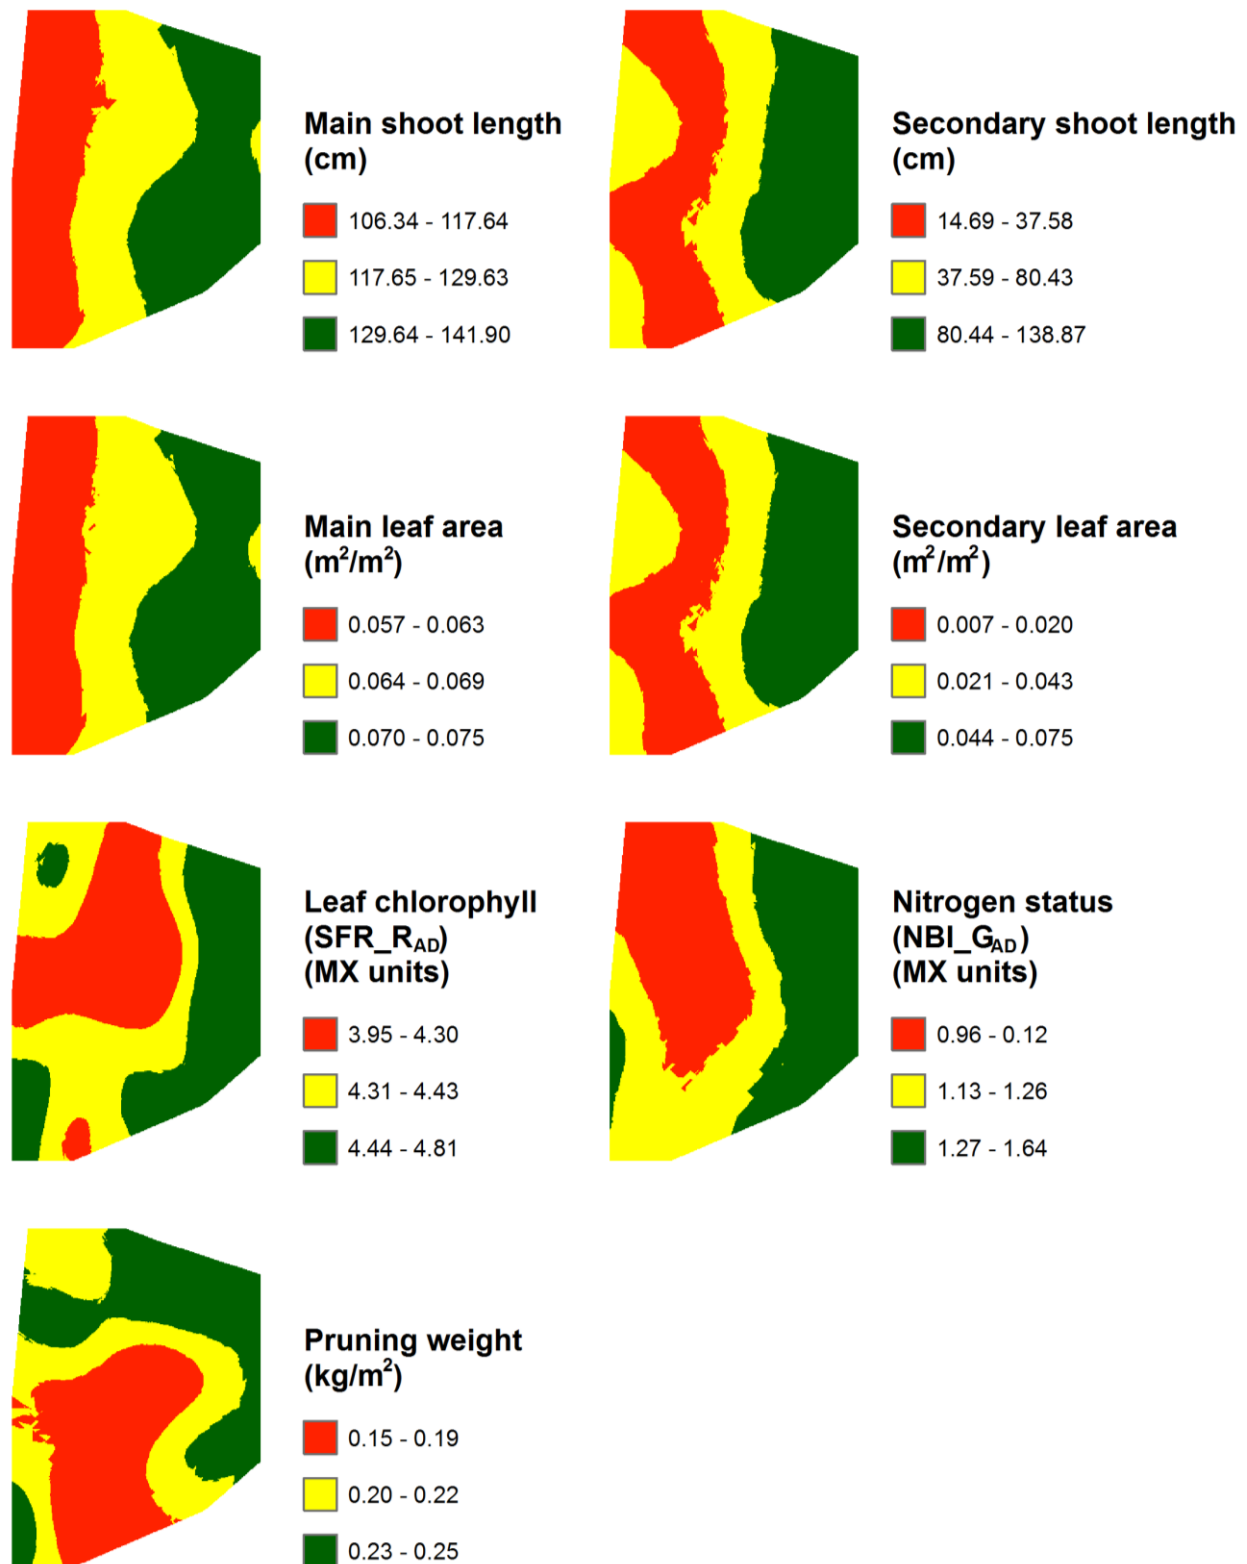 Main shoot length
(cm)
106.34 - 117.64
117.65 - 129.63
129.64 - 141.90
Secondary shoot length
(cm)
14.69 - 37.58
37.59 - 80.43
80.44 - 138.87
Main leaf area
(m²/m²)
0.057 - 0.063
0.064 - 0.069
0.070 - 0.075
Secondary leaf area
(m²/m²)
0.007 - 0.020
0.021 - 0.043
0.044 - 0.075
Leaf chlorophyll
(SFR_R_AD)
(MX units)
3.95 - 4.30
4.31 - 4.43
4.44 - 4.81
Nitrogen status
(NBI_G_AD)
(MX units)
0.96 - 0.12
1.13 - 1.26
1.27 - 1.64
Pruning weight
(kg/m²)
0.15 - 0.19
0.20 - 0.22
0.23 - 0.25